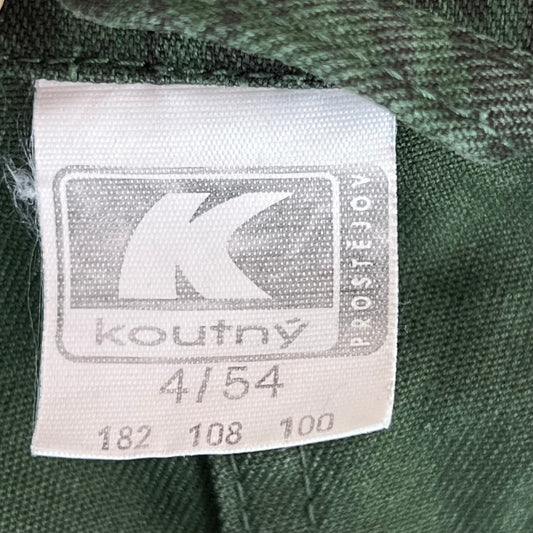 K
koutný
PROSTĚJOV
4/54
182 108 100